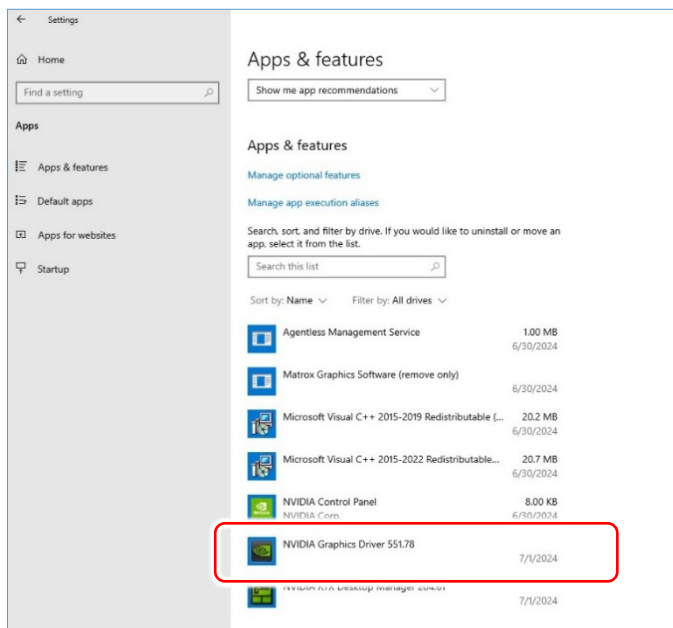 Settings
Home
Find a setting
Apps
Apps & features
Default apps
Apps for websites
Startup
Apps & features
Show me app recommendations
Apps & features
Manage optional features
Manage app execution aliases
Search, sort, and filter by drive. If you would like to uninstall or move an
app, select it from the list.
Search this list
Sort by: Name Filter by: All drives
Agentless Management Service 1.00 MB
6/30/2024
Matrox Graphics Software (remove only)
6/30/2024
Microsoft Visual C++ 2015-2019 Redistributable (... 20.2 MB
6/30/2024
Microsoft Visual C++ 2015-2022 Redistributable... 20.7 MB
6/30/2024
NVIDIA Control Panel 8.00 KB
NVIDIA Corp. 6/30/2024
NVIDIA Graphics Driver 551.78
7/1/2024
NVIDIA RTX Desktop Manager
7/1/2024